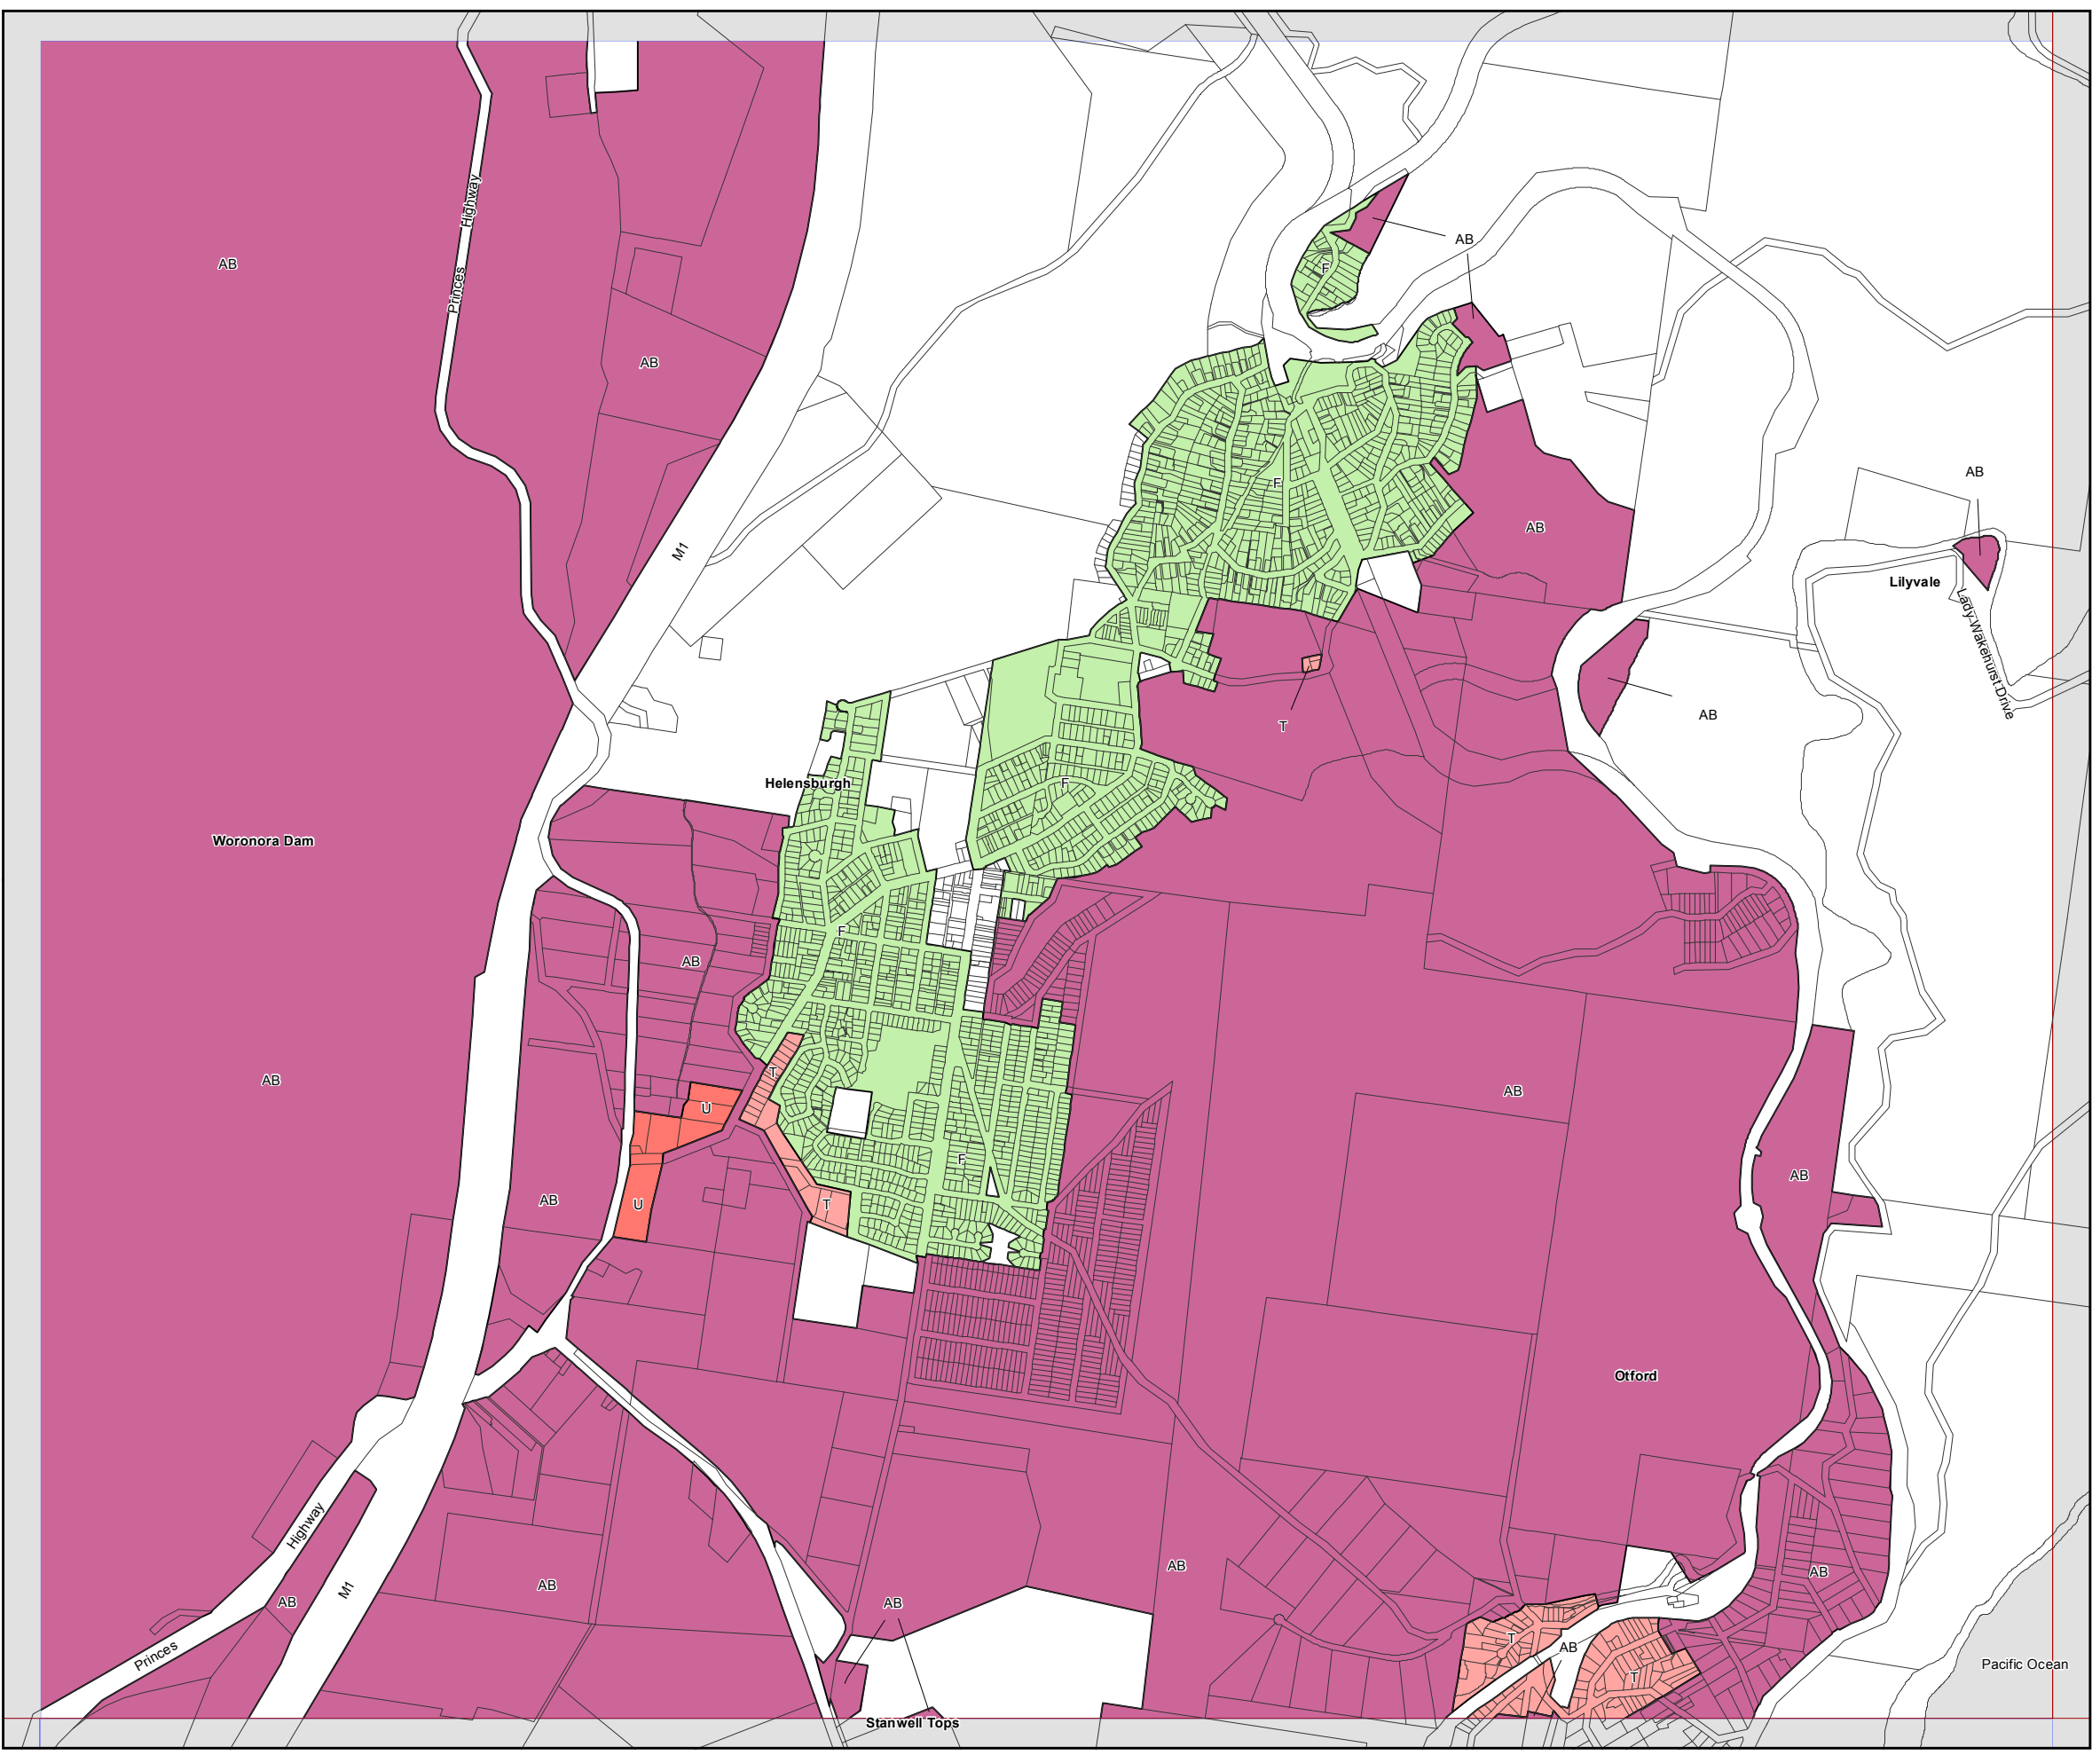 Highway
AB
AB
Princes
F
AB
AB
AB
F
AB
M1
Lilyvale
Lady Wakehurst Drive
AB
T
Helensburgh
F
Woronora Dam
F
AB
T
AB
AB
U
F
AB
AB
U
T
Otford
Highway
AB
AB
AB
M1
AB
AB
T
AB
Princes
Pacific Ocean
T
Stanwell Tops